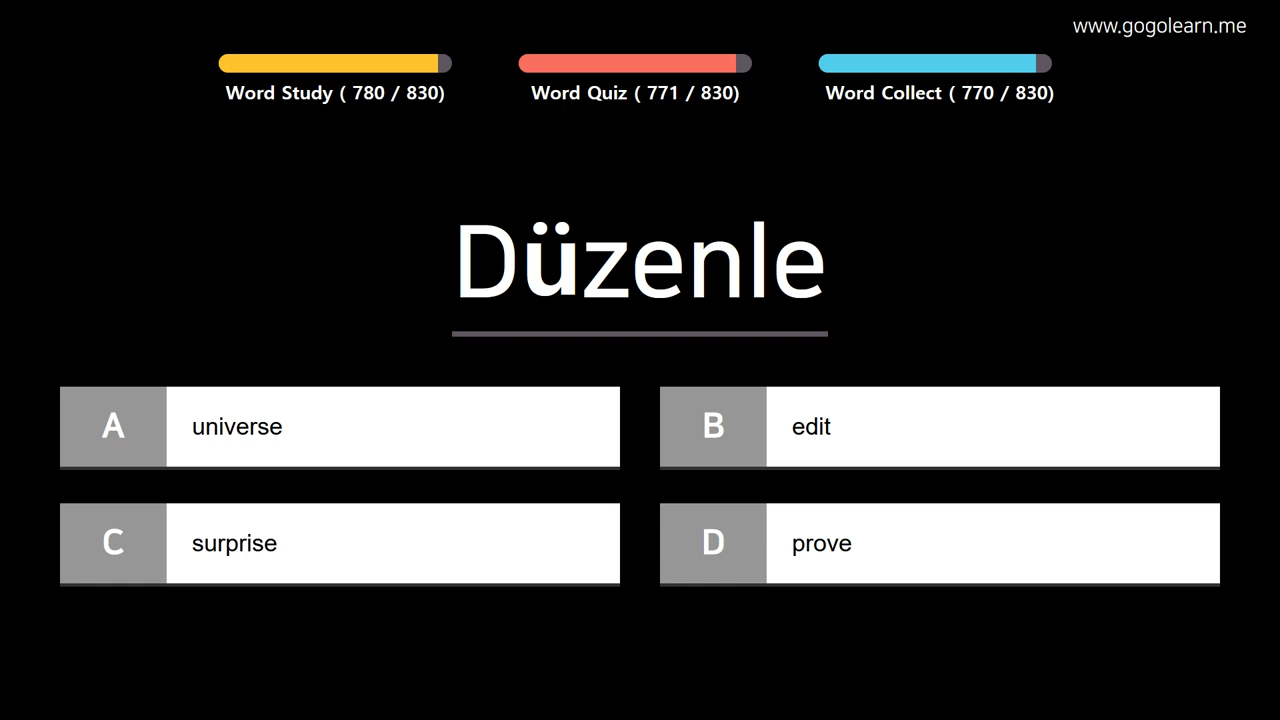 www.gogolearn.me
Word Study ( 780 / 830)
Word Quiz ( 771 / 830)
Word Collect ( 770 / 830)
Düzenle
A universe
B edit
C surprise
D prove